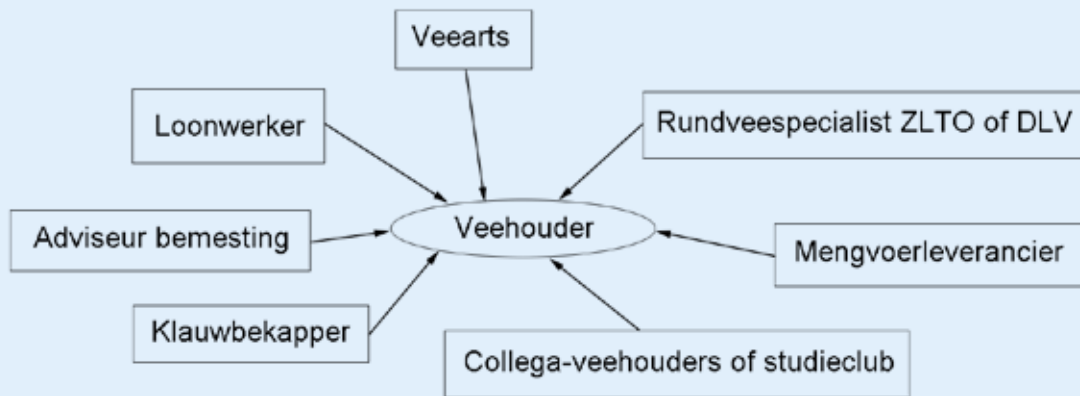 Veearts
Loonwerker
Rundveespecialist ZLTO of DLV
Adviseur bemesting
Veehouder
Mengvoerleverancier
Klauwbekapper
Collega-veehouders of studieclub